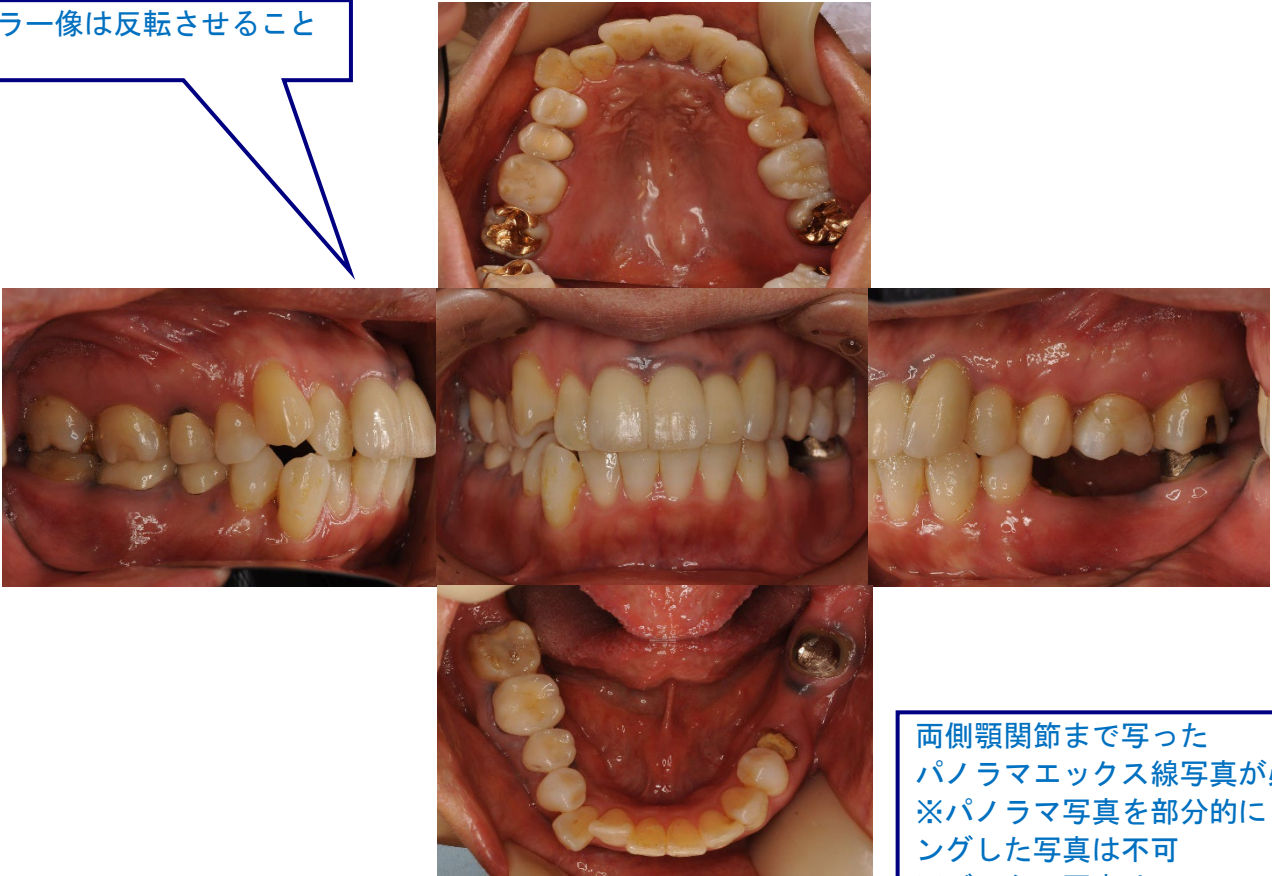 ラー像は反転させること
両側顎関節まで写った
パノラマエックス線写真が
※パノラマ写真を部分的に
ングした写真は不可